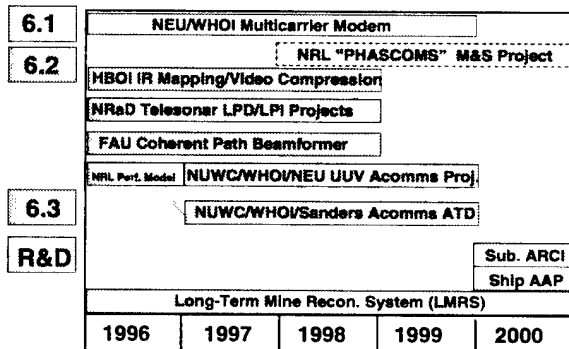 6.1
NEU/WHOI Multicarrier Modem
NRL "PHASCOMS" M&S Project
6.2
HBOI IR Mapping/Video Compression
NRaD Telesonar LPD/LPI Projects
FAU Coherent Path Beamformer
NRL Perf. Model NUWC/WHOI/NEU UUV Acomms Proj.
6.3
NUWC/WHOI/Sanders Acomms ATD
R&D
Sub. ARCI
Ship AAP
Long-Term Mine Recon. System (LMRS)
1996 1997 1998 1999 2000